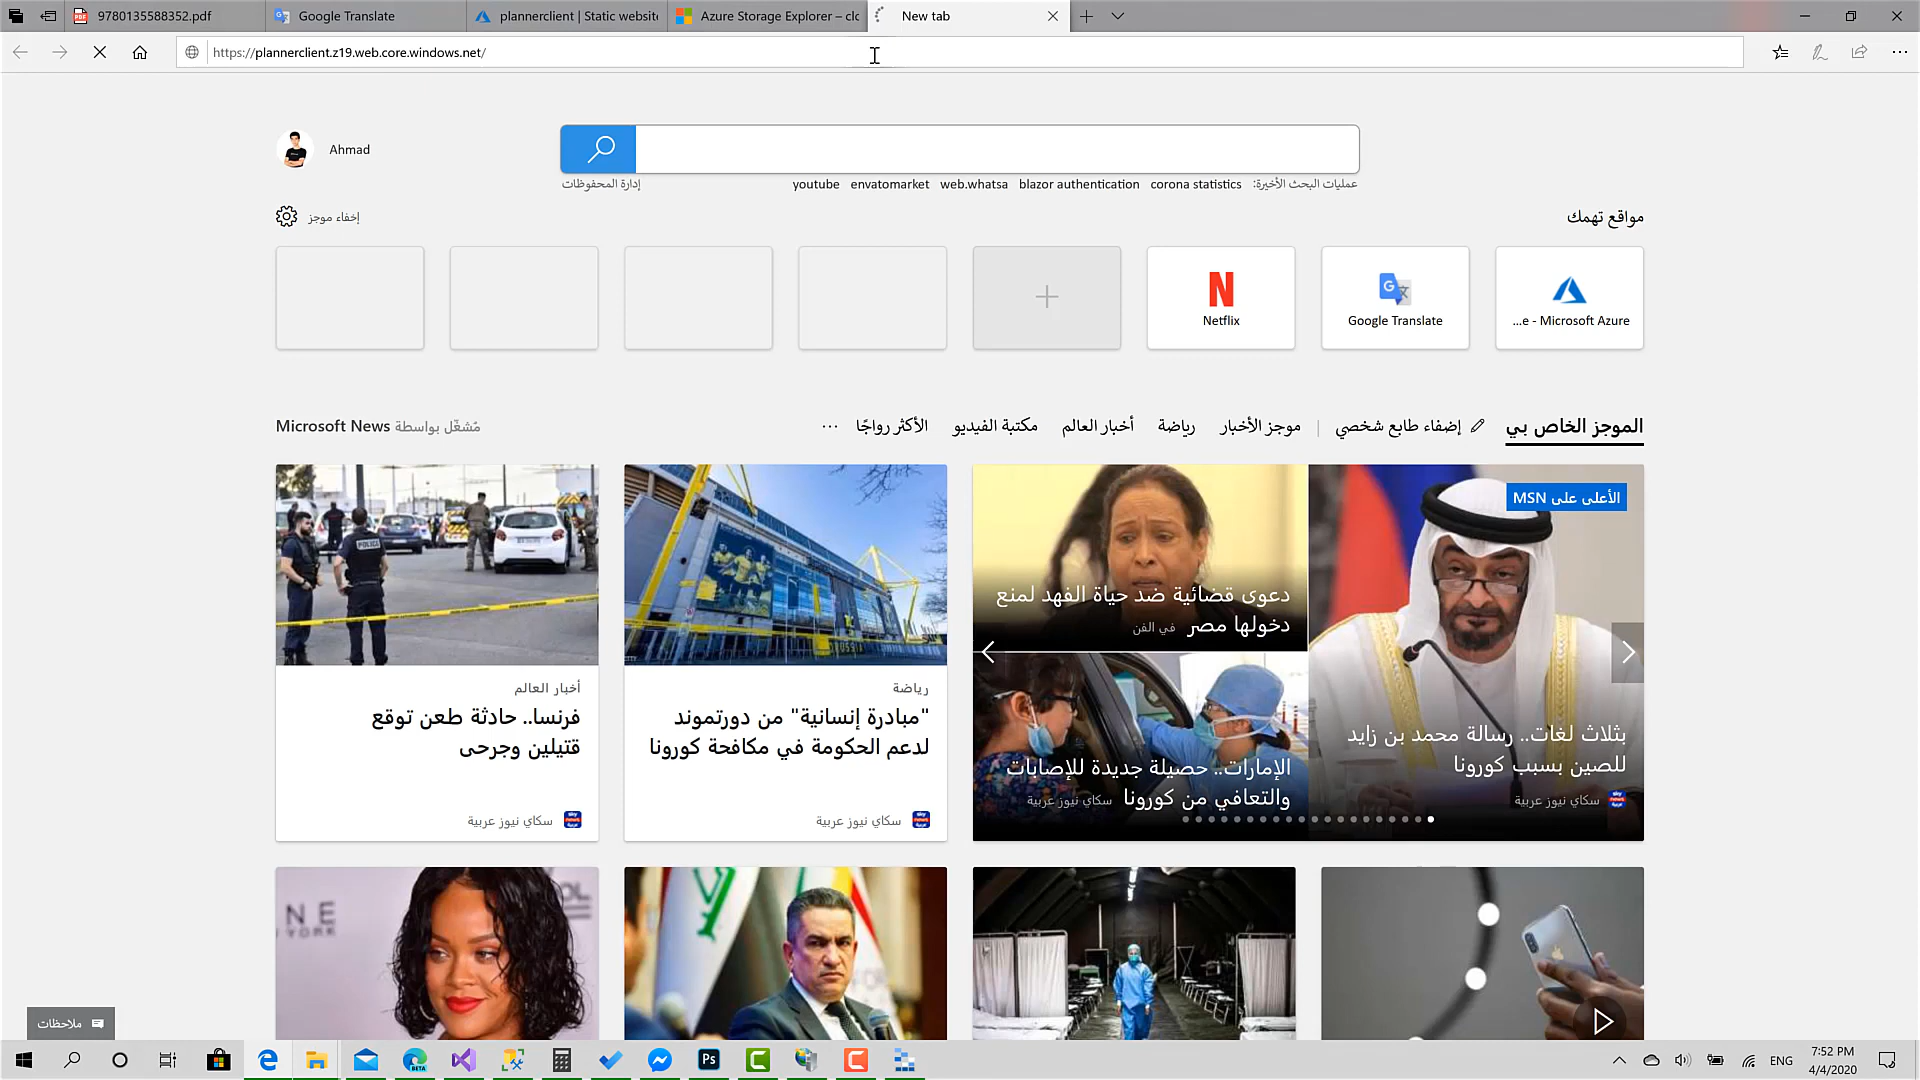 9780135588352.pdf
Google Translate
plannerclient | Static websit
Azure Storage Explorer – clo
New tab
https://plannerclient.z19.web.core.windows.net/
Ahmad
إدارة المحفوظات
عمليات البحث الأخيرة: corona statistics blazor authentication web.whatsa envatomarket youtube
مواقع تهمك
إخفاء موجز
Netflix
Google Translate
...e - Microsoft Azure
الموجز الخاص بي
إضفاء طابع شخصي | موجز الأخبار رياضة أخبار العالم مكتبة الفيديو الأكثر رواجًا ...
مُشغّل بواسطة Microsoft News
الأعلى على MSN
بثلاث لغات.. رسالة محمد بن زايد
للصين بسبب كورونا
سكاي نيوز عربية
دعوى قضائية ضد حياة الفهد لمنع
دخولها مصر في الفن
الإمارات.. حصيلة جديدة للإصابات
والتعافي من كورونا سكاي نيوز عربية
رياضة
"مبادرة إنسانية" من دورتموند
لدعم الحكومة في مكافحة كورونا
سكاي نيوز عربية
أخبار العالم
فرنسا.. حادثة طعن توقع
قتيلين وجرحى
سكاي نيوز عربية
POLICE
ملاحظات
BETA
Ps
ENG
7:52 PM
4/4/2020